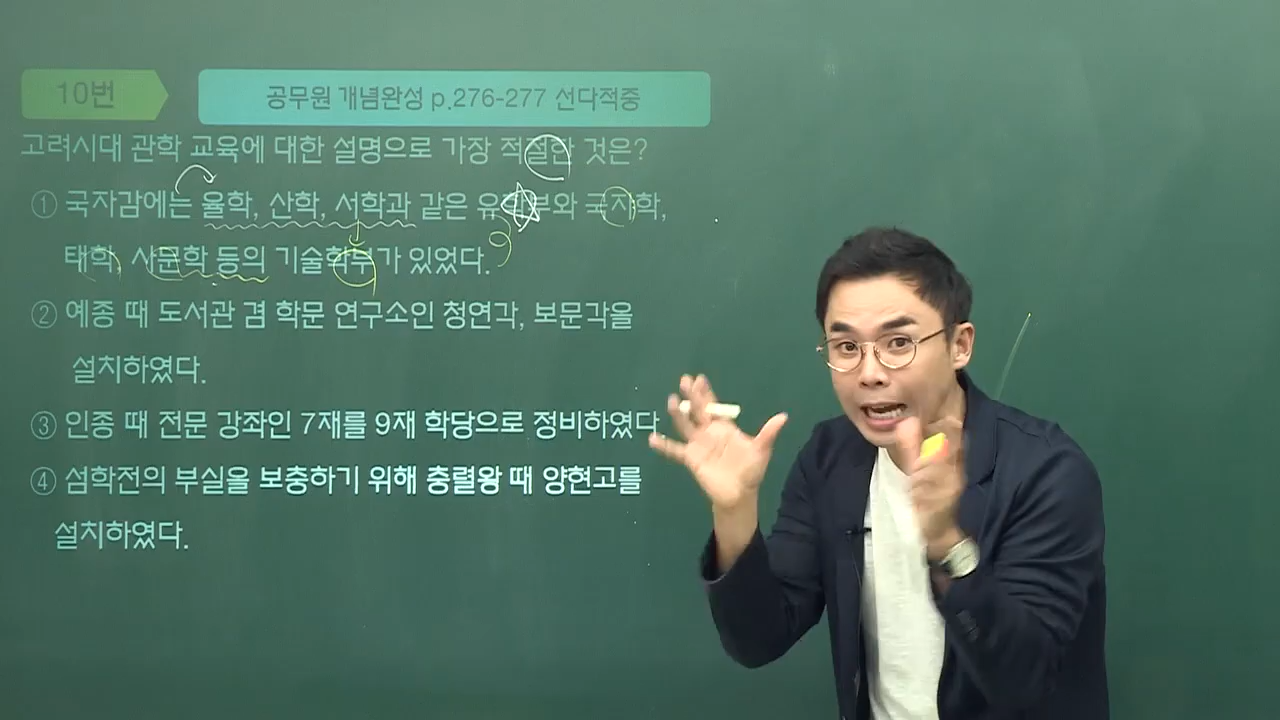 10번
공무원 개념완성 p.276-277 선다적중
고려시대 관학 교육에 대한 설명으로 가장 적절한 것은?
① 국자감에는 율학, 산학, 서학과 같은 유학부와 국자학,
태학, 사문학 등의 기술학부가 있었다.
② 예종 때 도서관 겸 학문 연구소인 청연각, 보문각을
설치하였다.
③ 인종 때 전문 강좌인 7재를 9재 학당으로 정비하였다
④ 섬학전의 부실을 보충하기 위해 충렬왕 때 양현고를
설치하였다.